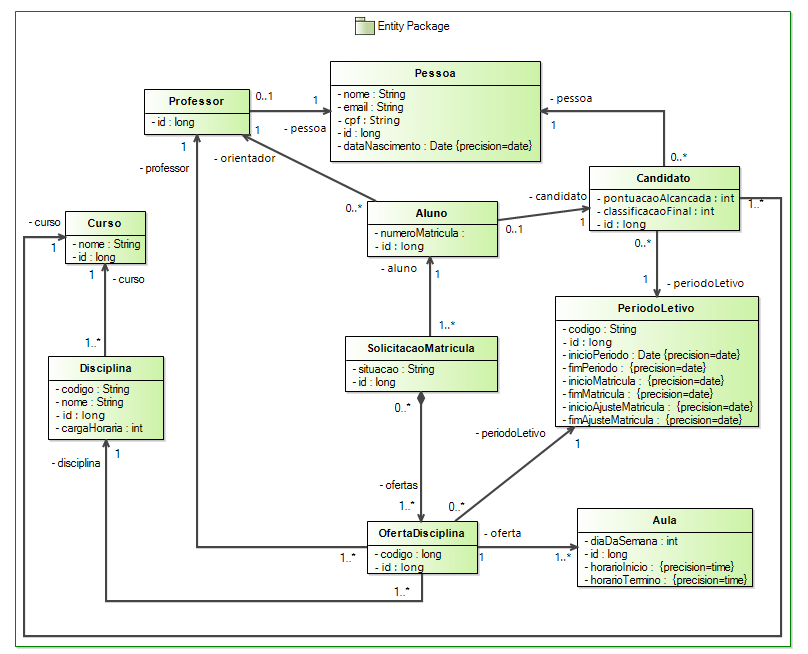 Entity Package
Pessoa
- nome : String
- email : String
- cpf : String
- id : long
- dataNascimento : Date {precision=date}
Professor
- id : long
0..1
1
- pessoa
- pessoa
1
0..*
1
- professor
1
- orientador
0..*
Candidato
- pontuacaoAlcancada : int
- classificacaoFinal : int
- id : long
1..*
- candidato
1
0..1
Aluno
- numeroMatricula :
- id : long
- curso
1
Curso
- nome : String
- id : long
1
- curso
1..*
- aluno
1
1..*
0..*
1
- periodoLetivo
PeriodoLetivo
- codigo : String
- id : long
- inicioPeriodo : Date {precision=date}
- fimPeriodo : {precision=date}
- inicioMatricula : {precision=date}
- fimMatricula : {precision=date}
- inicioAjusteMatricula : {precision=date}
- fimAjusteMatricula : {precision=date}
SolicitacaoMatricula
- situacao : String
- id : long
0..*
Disciplina
- codigo : String
- nome : String
- id : long
- cargaHoraria : int
1
- disciplina
- periodoLetivo
1
0..*
- ofertas
1..*
OfertaDisciplina
- codigo : long
- id : long
1..*
1..*
- oferta
1
1..*
Aula
- diaDaSemana : int
- id : long
- horarioInicio : {precision=time}
- horarioTermino : {precision=time}